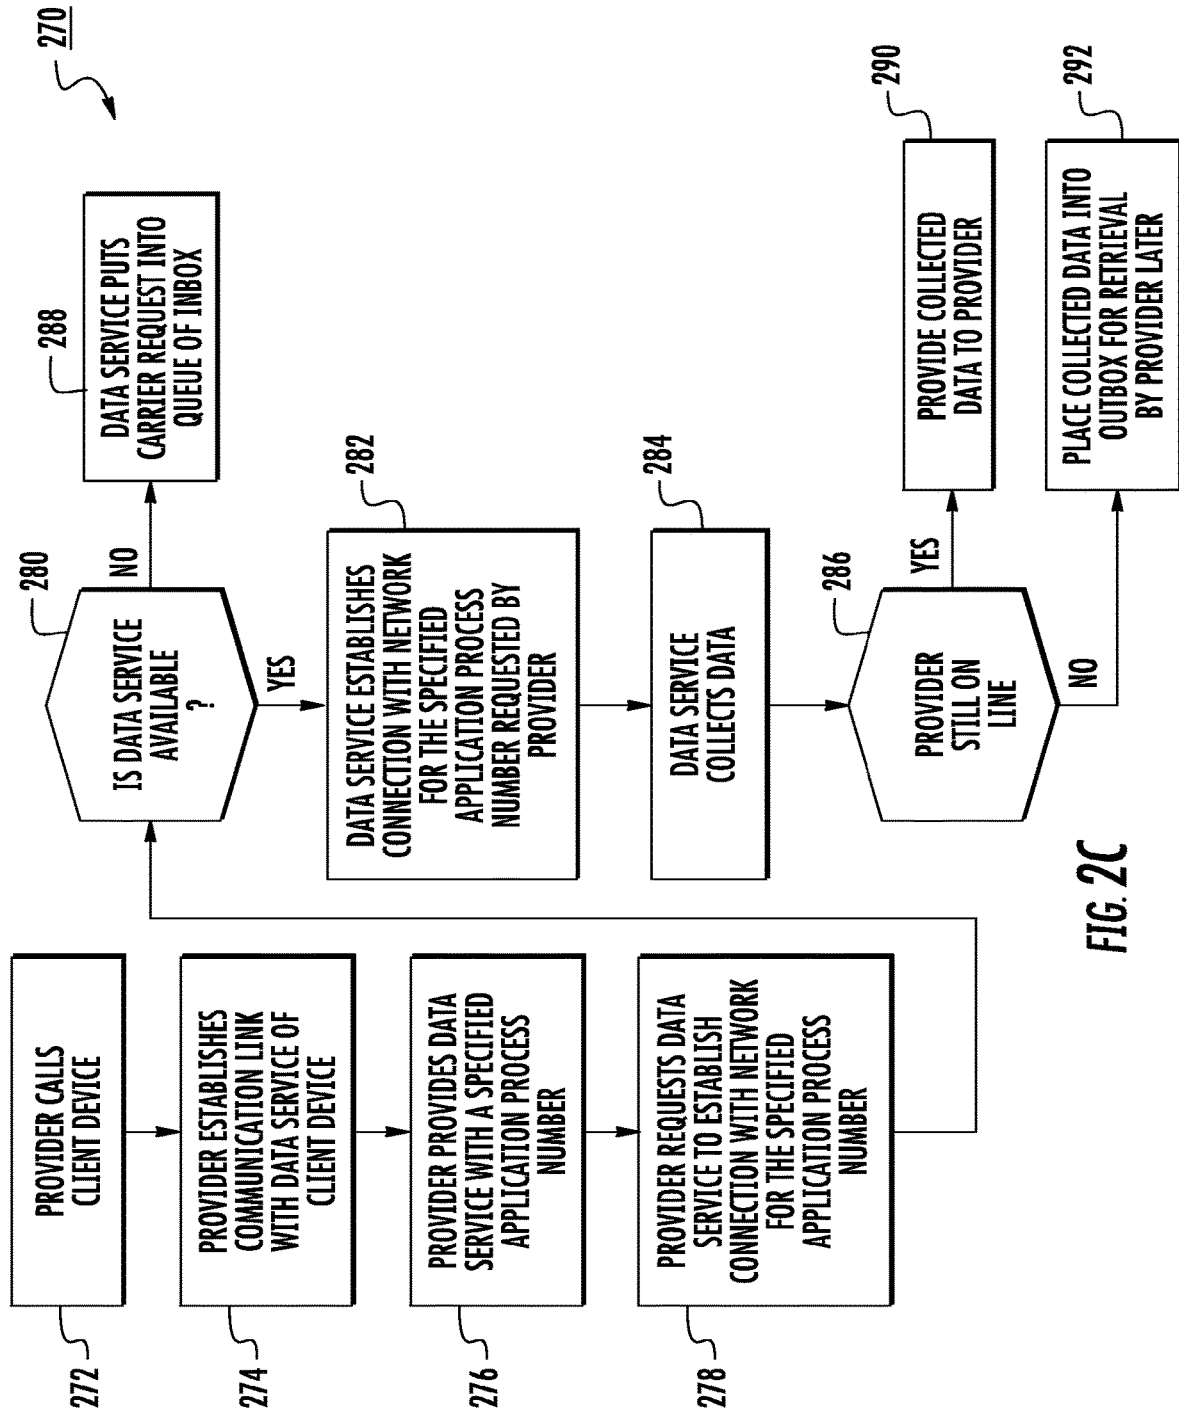 270
272
PROVIDER CALLS
CLIENT DEVICE
274
PROVIDER ESTABLISHES
COMMUNICATION LINK
WITH DATA SERVICE OF
CLIENT DEVICE
276
PROVIDER PROVIDES DATA
SERVICE WITH A SPECIFIED
APPLICATION PROCESS
NUMBER
278
PROVIDER REQUESTS DATA
SERVICE TO ESTABLISH
CONNECTION WITH NETWORK
FOR THE SPECIFIED
APPLICATION PROCESS
NUMBER
280
IS DATA SERVICE
AVAILABLE
?
NO
YES
288
DATA SERVICE PUTS
CARRIER REQUEST INTO
QUEUE OF INBOX
282
DATA SERVICE ESTABLISHES
CONNECTION WITH NETWORK
FOR THE SPECIFIED
APPLICATION PROCESS
NUMBER REQUESTED BY
PROVIDER
284
DATA SERVICE
COLLECTS DATA
286
PROVIDER
STILL ON
LINE
YES
NO
290
PROVIDE COLLECTED
DATA TO PROVIDER
292
PLACE COLLECTED DATA INTO
OUTBOX FOR RETRIEVAL
BY PROVIDER LATER
FIG. 2C